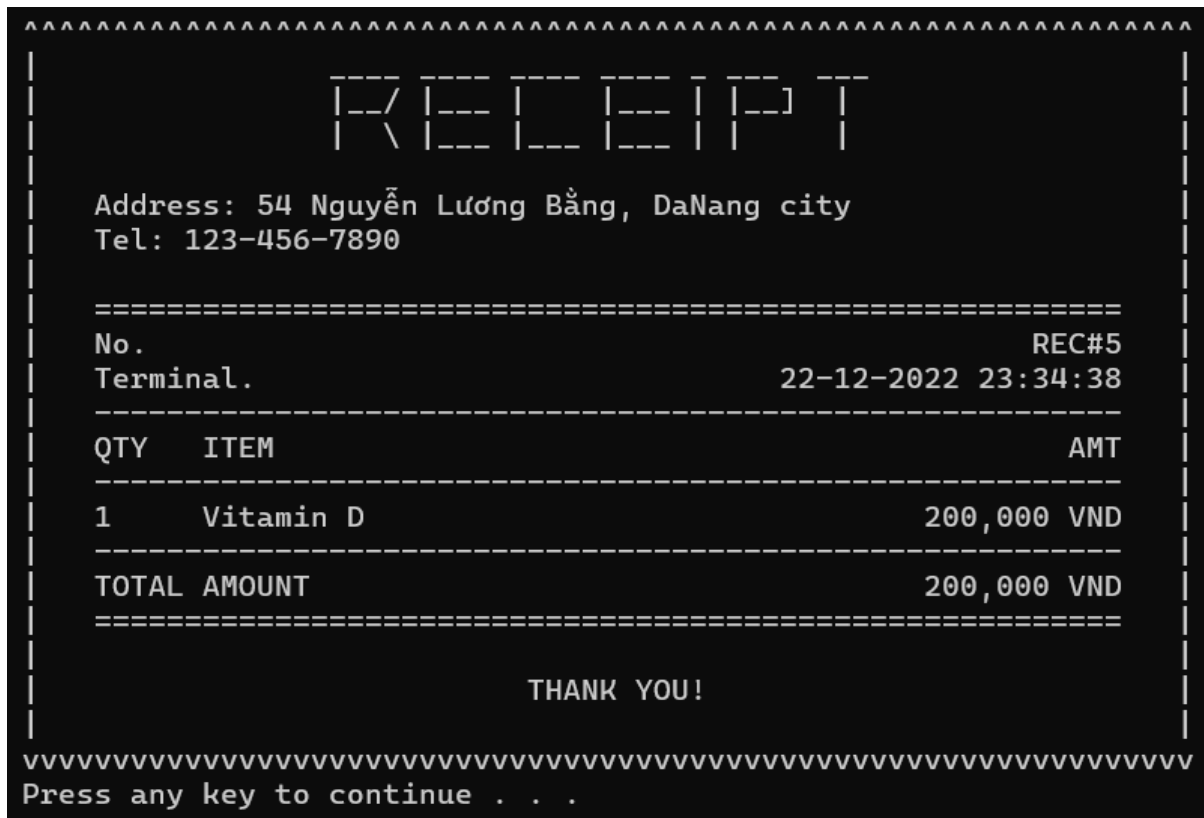 RECEIPT
Address: 54 Nguyễn Lương Bằng, DaNang city
Tel: 123-456-7890
No. REC#5
Terminal. 22-12-2022 23:34:38
QTY ITEM AMT
1 Vitamin D 200,000 VND
TOTAL AMOUNT 200,000 VND
THANK YOU!
Press any key to continue . . .